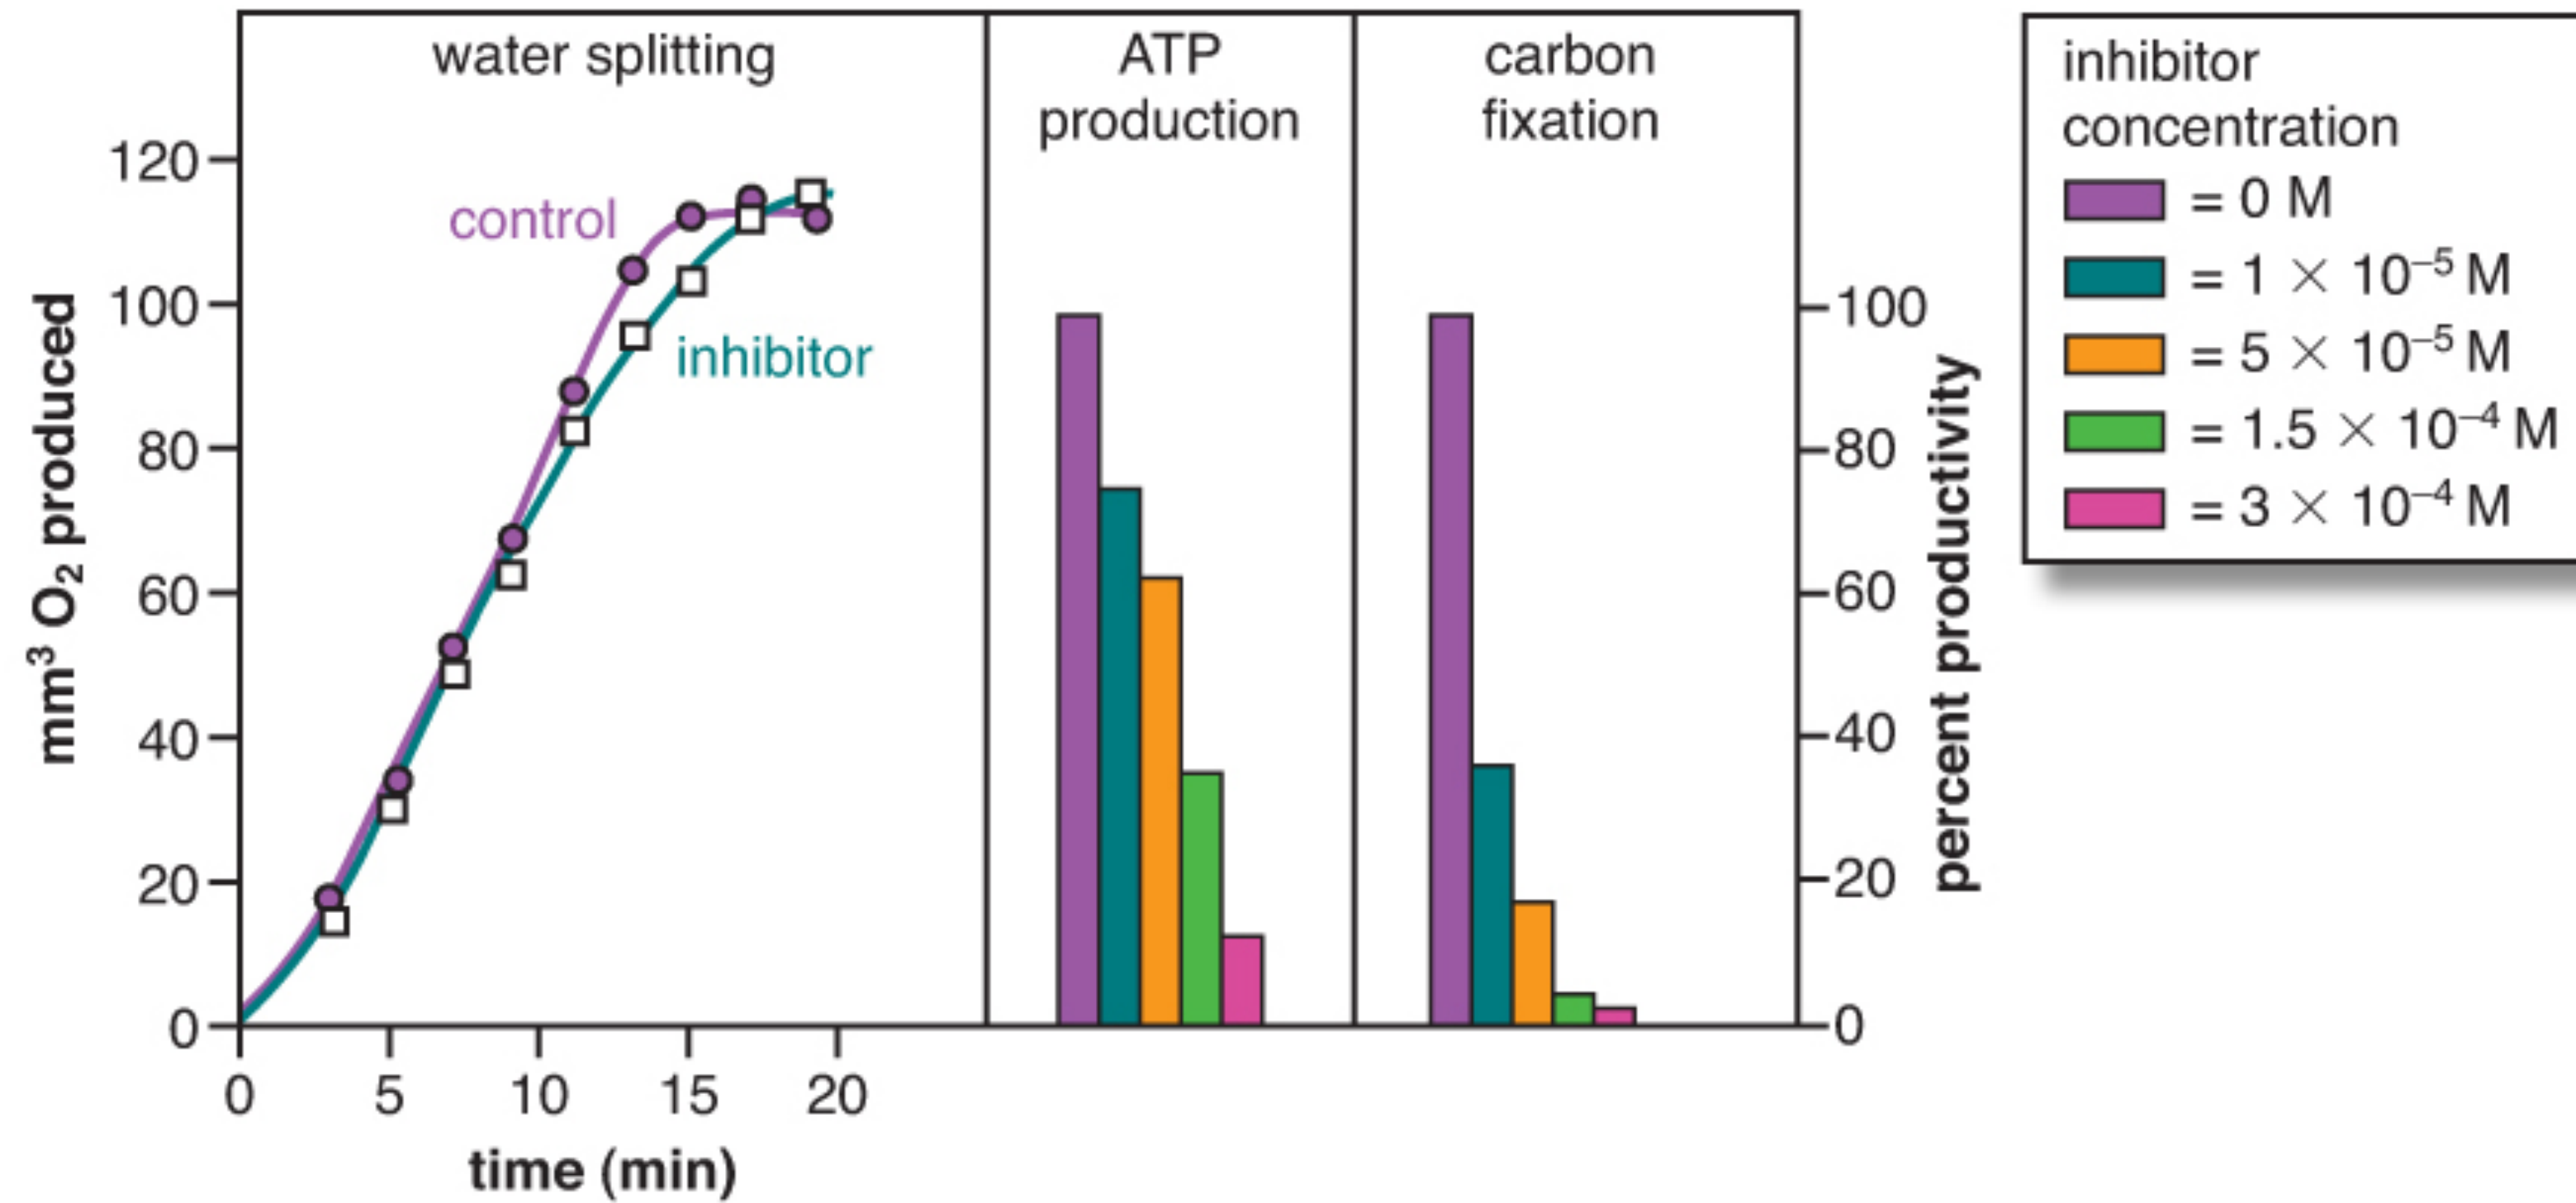 water splitting
ATP
production
carbon
fixation
mm³ O₂ produced
120
100
80
60
40
20
0
control
inhibitor
0 5 10 15 20
time (min)
100
80
60
40
20
0
percent productivity
inhibitor
concentration
= 0 M
= 1 × 10⁻⁵ M
= 5 × 10⁻⁵ M
= 1.5 × 10⁻⁴ M
= 3 × 10⁻⁴ M